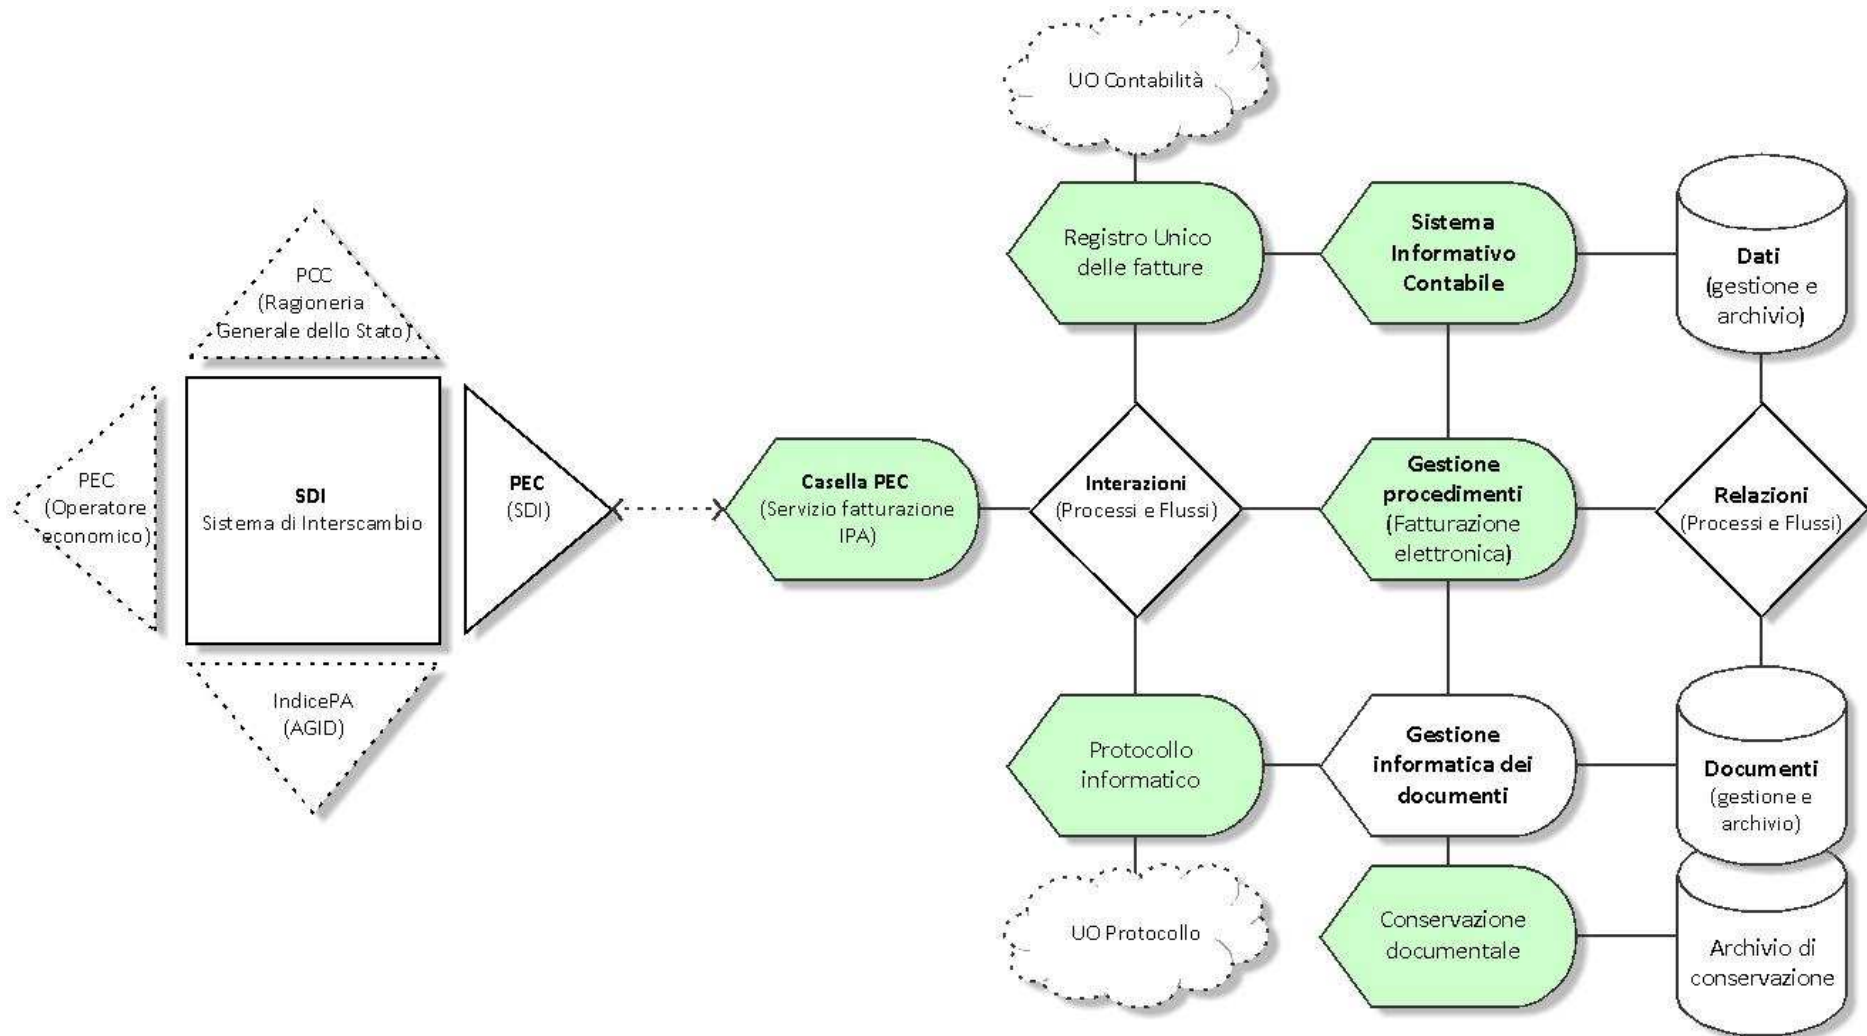 UO Contabilità
Registro Unico
delle fatture
Sistema
Informativo
Contabile
Dati
(gestione e
archivio)
PCC
(Ragioneria
Generale dello Stato)
PEC
(Operatore
economico)
SDI
Sistema di Interscambio
PEC
(SDI)
IndicePA
(AGID)
Casella PEC
(Servizio fatturazione
IPA)
Interazioni
(Processi e Flussi)
Gestione
procedimenti
(Fatturazione
elettronica)
Relazioni
(Processi e Flussi)
Protocollo
informatico
Gestione
informatica dei
documenti
Documenti
(gestione e
archivio)
UO Protocollo
Conservazione
documentale
Archivio di
conservazione